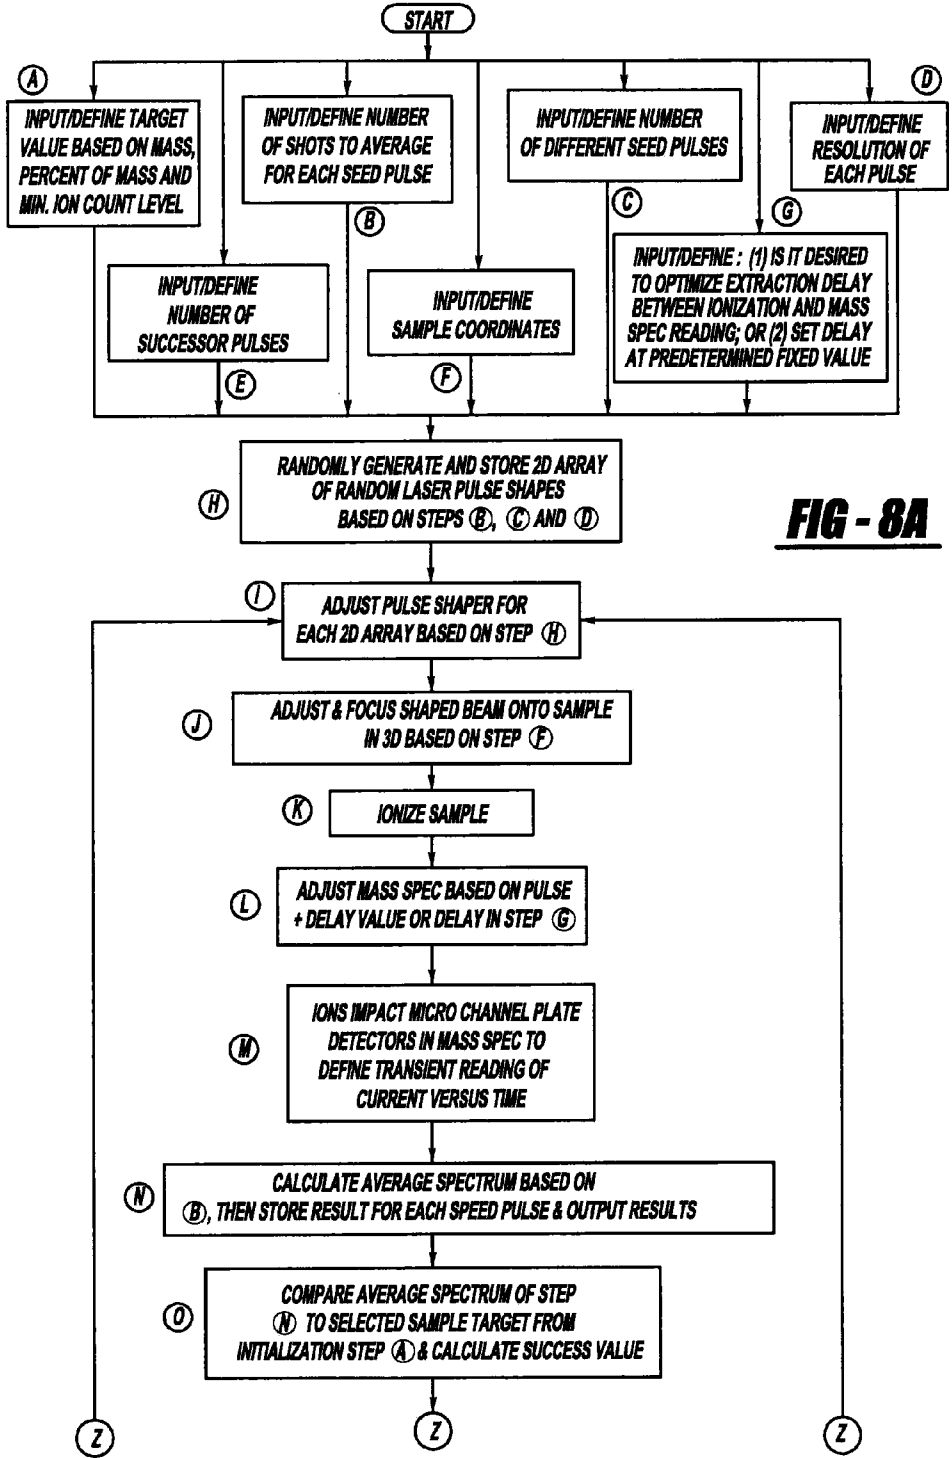 START
A
INPUT/DEFINE TARGET
VALUE BASED ON MASS,
PERCENT OF MASS AND
MIN. ION COUNT LEVEL
INPUT/DEFINE NUMBER
OF SHOTS TO AVERAGE
FOR EACH SEED PULSE
B
INPUT/DEFINE NUMBER
OF DIFFERENT SEED PULSES
C
D
INPUT/DEFINE
RESOLUTION OF
EACH PULSE
INPUT/DEFINE
NUMBER OF
SUCCESSOR PULSES
E
INPUT/DEFINE
SAMPLE COORDINATES
F
G
INPUT/DEFINE : (1) IS IT DESIRED
TO OPTIMIZE EXTRACTION DELAY
BETWEEN IONIZATION AND MASS
SPEC READING; OR (2) SET DELAY
AT PREDETERMINED FIXED VALUE
H
RANDOMLY GENERATE AND STORE 2D ARRAY
OF RANDOM LASER PULSE SHAPES
BASED ON STEPS B, C AND D
FIG - 8A
I
ADJUST PULSE SHAPER FOR
EACH 2D ARRAY BASED ON STEP H
J
ADJUST & FOCUS SHAPED BEAM ONTO SAMPLE
IN 3D BASED ON STEP F
K
IONIZE SAMPLE
L
ADJUST MASS SPEC BASED ON PULSE
+ DELAY VALUE OR DELAY IN STEP G
M
IONS IMPACT MICRO CHANNEL PLATE
DETECTORS IN MASS SPEC TO
DEFINE TRANSIENT READING OF
CURRENT VERSUS TIME
N
CALCULATE AVERAGE SPECTRUM BASED ON
B, THEN STORE RESULT FOR EACH SPEED PULSE & OUTPUT RESULTS
O
COMPARE AVERAGE SPECTRUM OF STEP
N TO SELECTED SAMPLE TARGET FROM
INITIALIZATION STEP A & CALCULATE SUCCESS VALUE
Z
Z
Z